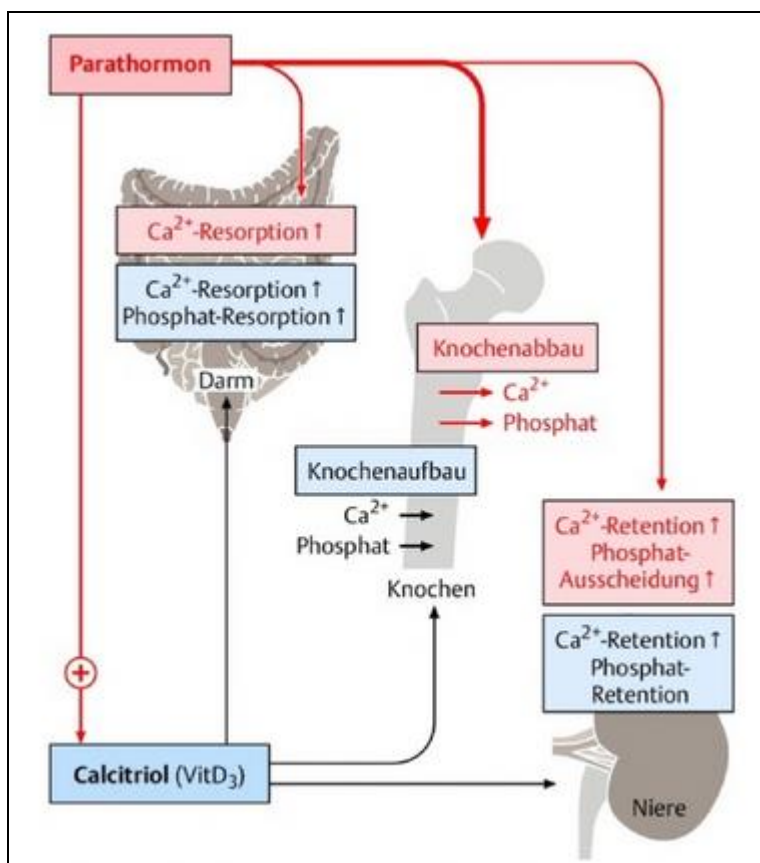 Parathormon
Ca²⁺-Resorption ↑
Ca²⁺-Resorption ↑
Phosphat-Resorption ↑
Darm
Knochenabbau
Ca²⁺
Phosphat
Knochenaufbau
Ca²⁺
Phosphat
Knochen
Ca²⁺-Retention ↑
Phosphat-
Ausscheidung ↑
Ca²⁺-Retention ↑
Phosphat-
Retention
+
Calcitriol (VitD₃)
Niere